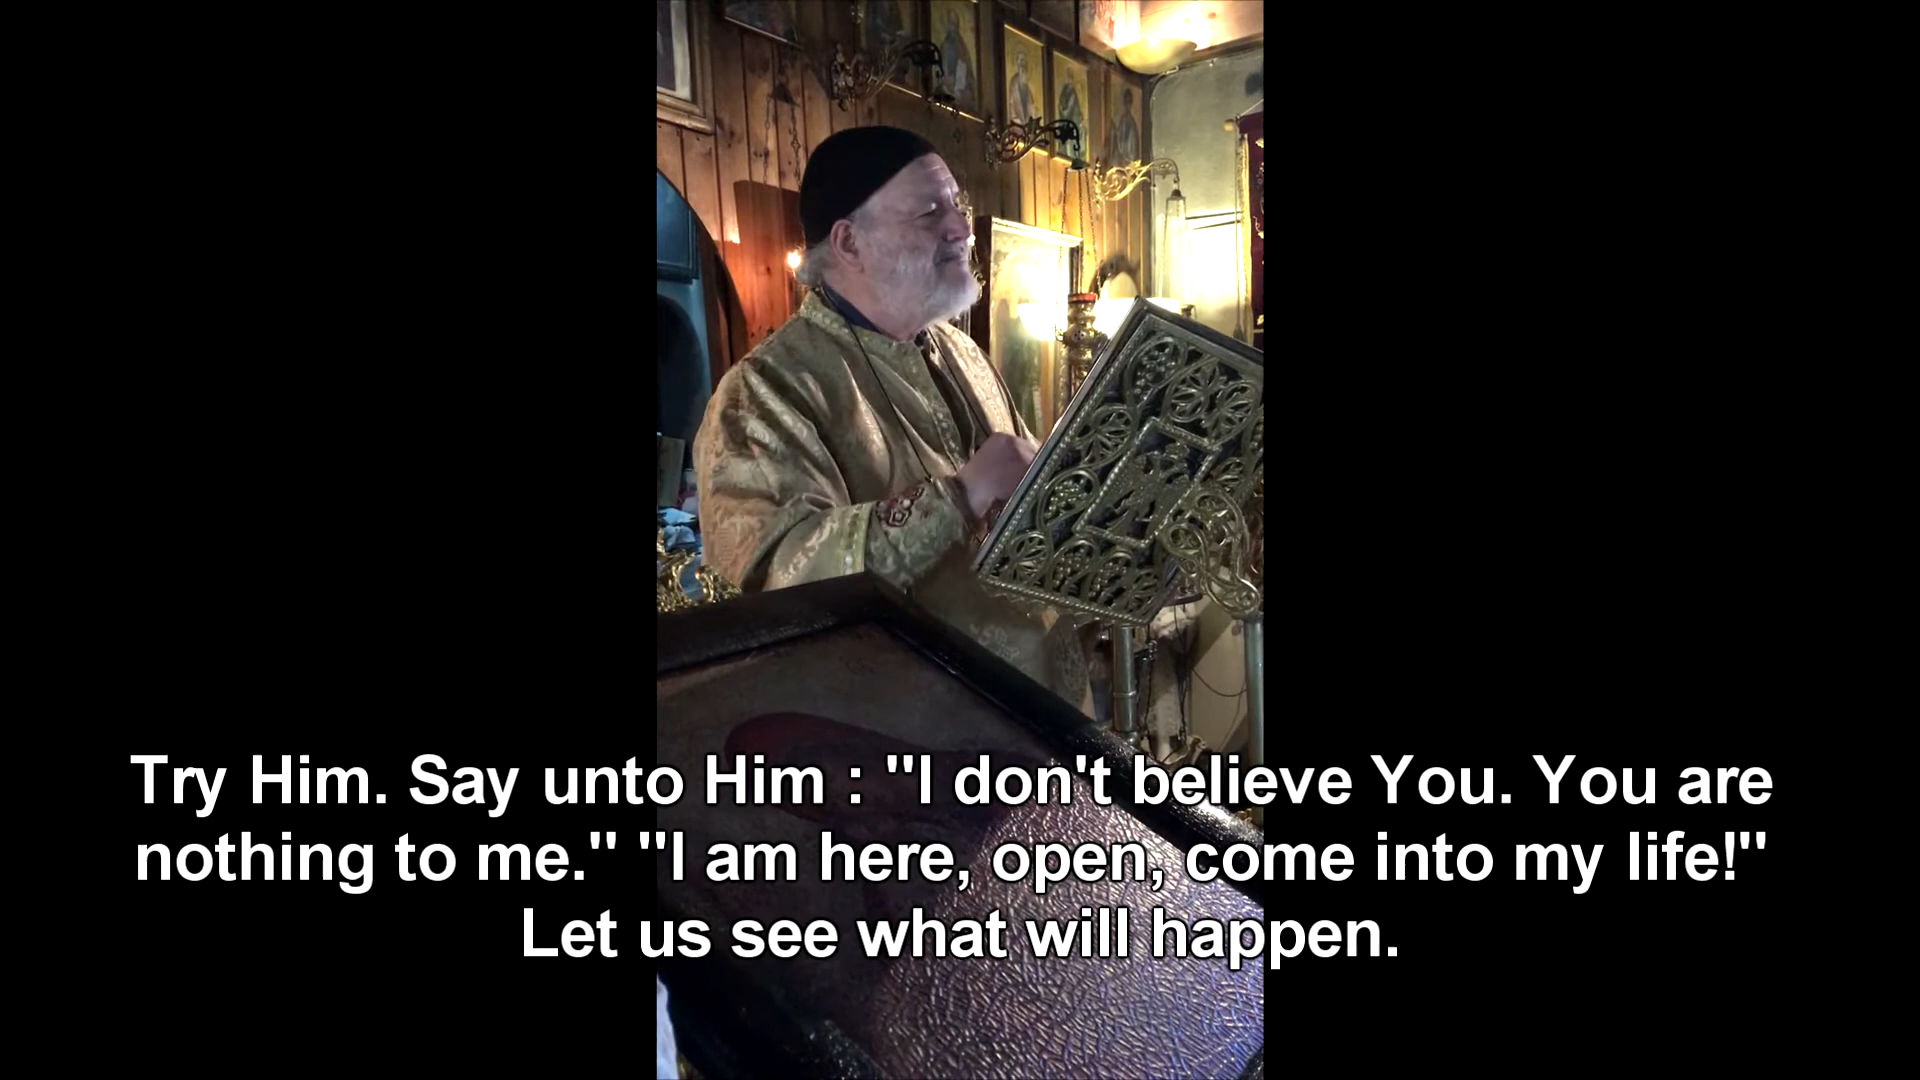 Try Him. Say unto Him : "I don't believe You. You are
nothing to me." "I am here, open, come into my life!"
Let us see what will happen.